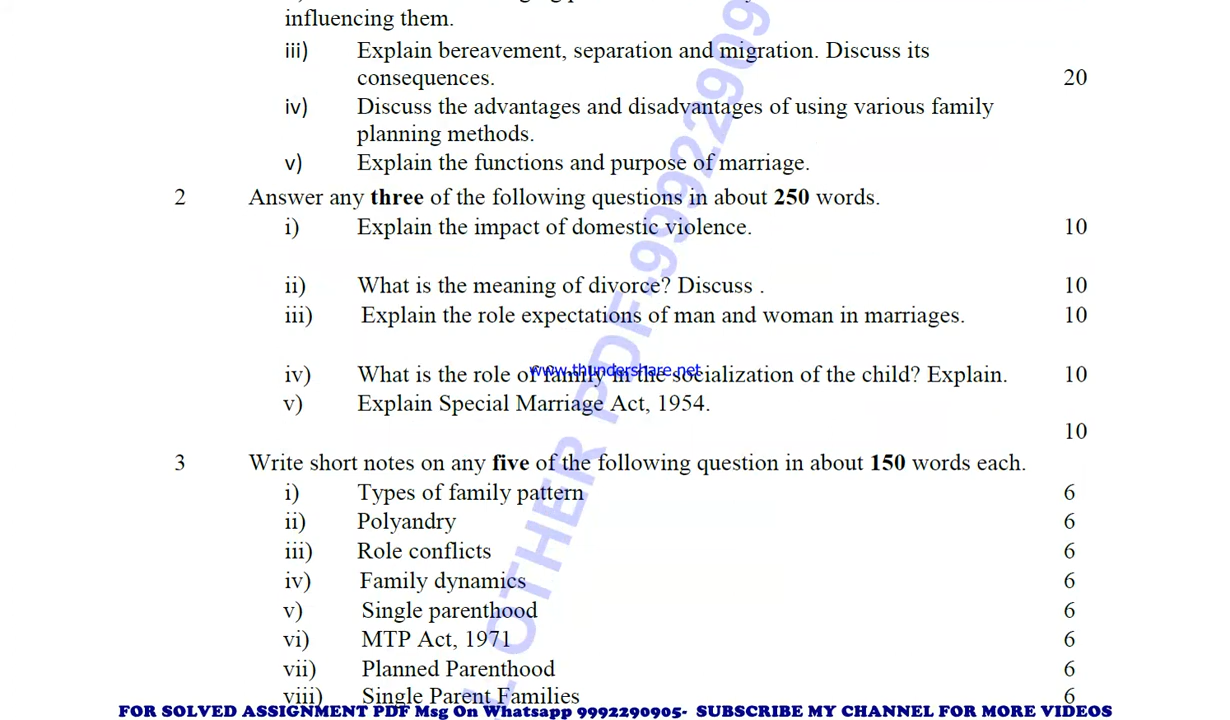 influencing them.
iii) Explain bereavement, separation and migration. Discuss its
consequences. 20
iv) Discuss the advantages and disadvantages of using various family
planning methods.
v) Explain the functions and purpose of marriage.
2 Answer any three of the following questions in about 250 words.
i) Explain the impact of domestic violence. 10
ii) What is the meaning of divorce? Discuss . 10
iii) Explain the role expectations of man and woman in marriages. 10
www.thundershare.net
iv) What is the role of family in the socialization of the child? Explain. 10
v) Explain Special Marriage Act, 1954.
10
3 Write short notes on any five of the following question in about 150 words each.
i) Types of family pattern 6
ii) Polyandry 6
iii) Role conflicts 6
iv) Family dynamics 6
v) Single parenthood 6
vi) MTP Act, 1971 6
vii) Planned Parenthood 6
viii) Single Parent Families 6
OTHER PDF-99922909
FOR SOLVED ASSIGNMENT PDF Msg On Whatsapp 9992290905- SUBSCRIBE MY CHANNEL FOR MORE VIDEOS